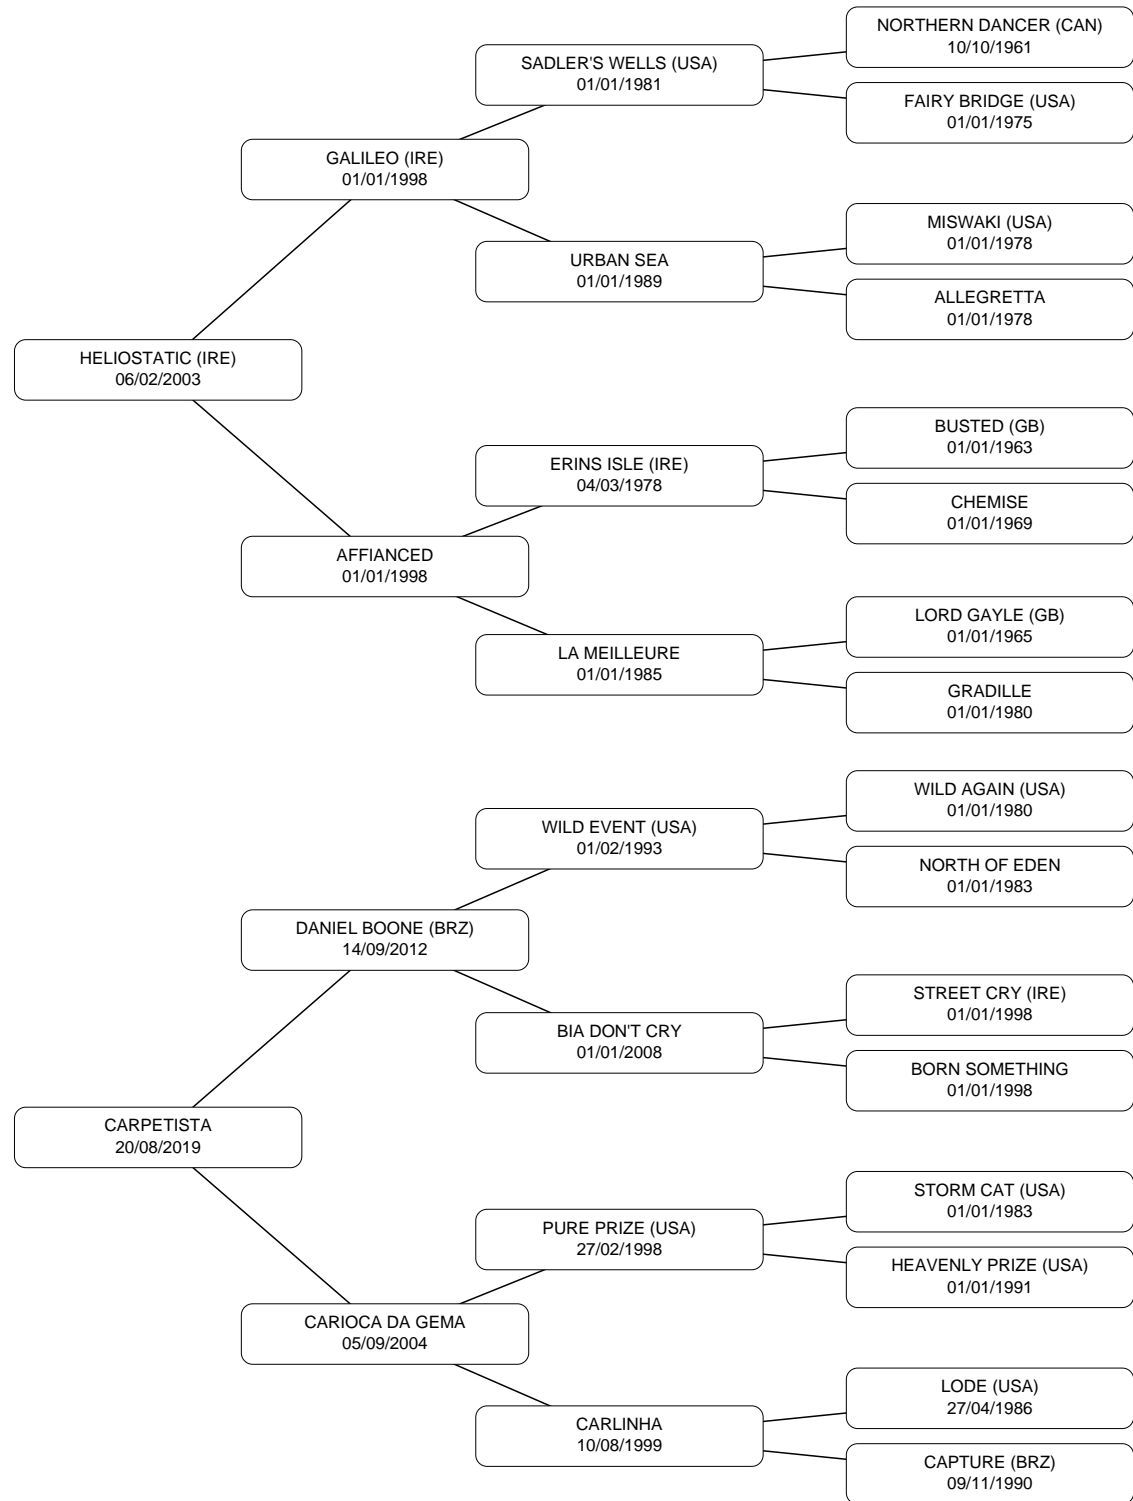 NORTHERN DANCER (CAN)
10/10/1961
SADLER'S WELLS (USA)
01/01/1981
FAIRY BRIDGE (USA)
01/01/1975
GALILEO (IRE)
01/01/1998
MISWAKI (USA)
01/01/1978
URBAN SEA
01/01/1989
ALLEGRETTA
01/01/1978
HELIOSTATIC (IRE)
06/02/2003
BUSTED (GB)
01/01/1963
ERINS ISLE (IRE)
04/03/1978
CHEMISE
01/01/1969
AFFIANCED
01/01/1998
LORD GAYLE (GB)
01/01/1965
LA MEILLEURE
01/01/1985
GRADILLE
01/01/1980
WILD AGAIN (USA)
01/01/1980
WILD EVENT (USA)
01/02/1993
NORTH OF EDEN
01/01/1983
DANIEL BOONE (BRZ)
14/09/2012
STREET CRY (IRE)
01/01/1998
BIA DON'T CRY
01/01/2008
BORN SOMETHING
01/01/1998
CARPETISTA
20/08/2019
STORM CAT (USA)
01/01/1983
PURE PRIZE (USA)
27/02/1998
HEAVENLY PRIZE (USA)
01/01/1991
CARIOCA DA GEMA
05/09/2004
LODE (USA)
27/04/1986
CARLINHA
10/08/1999
CAPTURE (BRZ)
09/11/1990